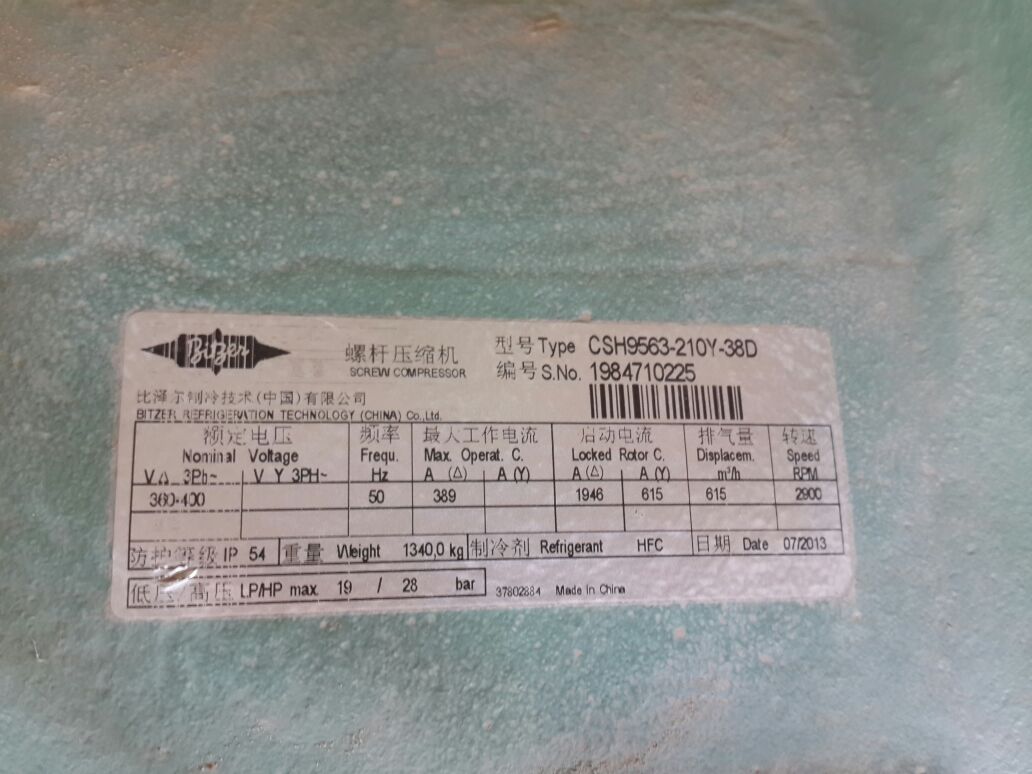 Bitzer
螺杆压缩机
SCREW COMPRESSOR
型号 Type CSH9563-210Y-38D
编号 S.No. 1984710225
比泽尔制冷技术(中国)有限公司
BITZER REFRIGERATION TECHNOLOGY (CHINA) Co.,Ltd.
额定电压 频率 最大工作电流 启动电流 排气量 转速
Nominal Voltage Frequ. Max. Operat. C. Locked Rotor C. Displacem. Speed
V △ 3Ph~ V Y 3PH~ Hz A (△) A (Y) A (△) A (Y) m³/h RPM
360-400 50 389 1946 615 615 2900
防护等级 IP 54 重量 Weight 1340,0 kg 制冷剂 Refrigerant HFC 日期 Date 07/2013
低压/高压 LP/HP max. 19 / 28 bar 37802884 Made in China